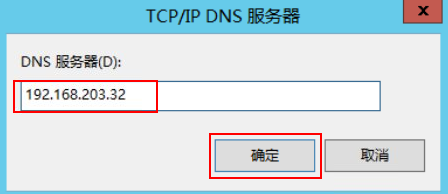 TCP/IP DNS 服务器
x
DNS 服务器(D):
192.168.203.32
确定
取消